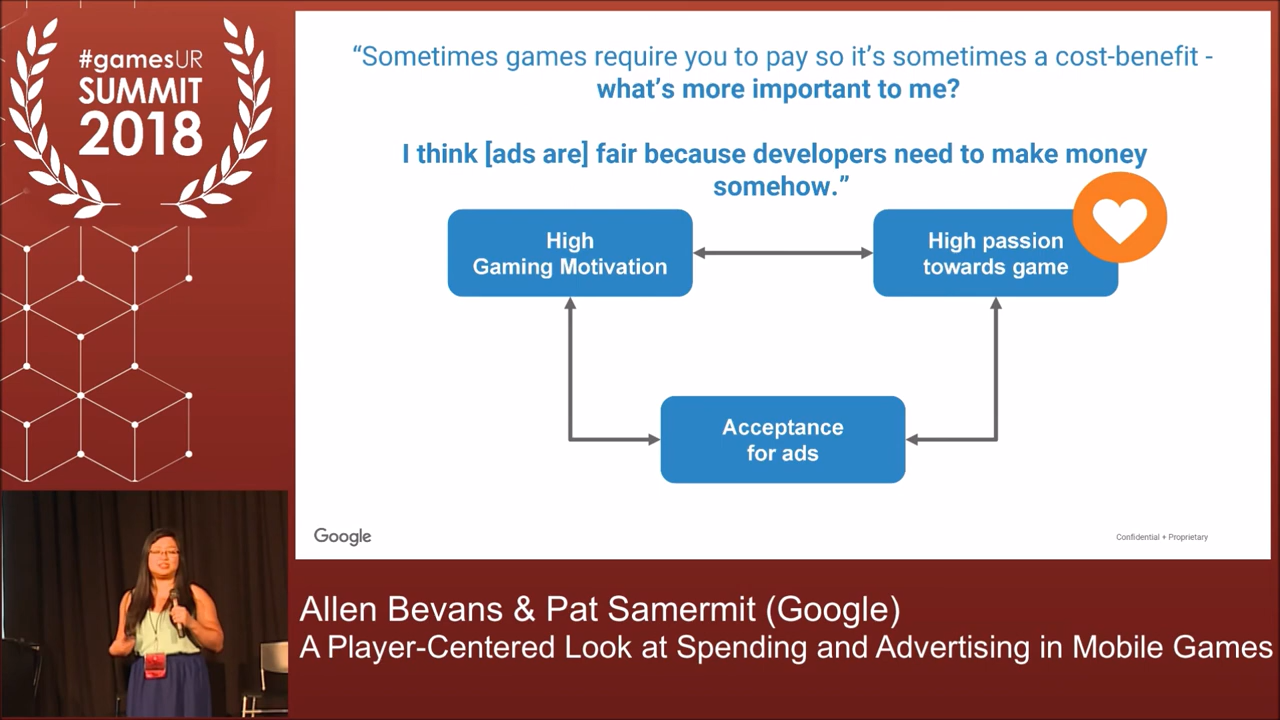 #gamesUR
SUMMIT
2018
“Sometimes games require you to pay so it’s sometimes a cost-benefit -
what’s more important to me?
I think [ads are] fair because developers need to make money
somehow.”
High
Gaming Motivation
High passion
towards game
Acceptance
for ads
Google
Confidential + Proprietary
Allen Bevans & Pat Samermit (Google)
A Player-Centered Look at Spending and Advertising in Mobile Games